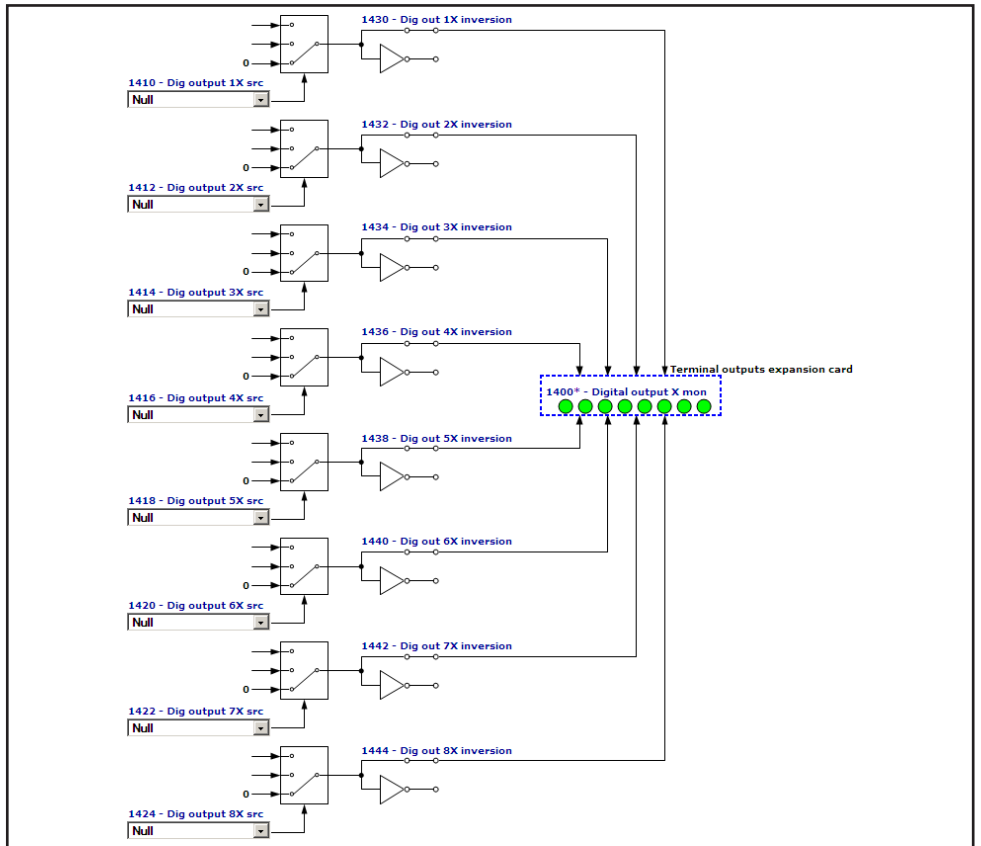 1430 - Dig out 1X inversion
0
1410 - Dig output 1X src
Null
1432 - Dig out 2X inversion
0
1412 - Dig output 2X src
Null
1434 - Dig out 3X inversion
0
1414 - Dig output 3X src
Null
1436 - Dig out 4X inversion
Terminal outputs expansion card
0
1400* - Digital output X mon
1416 - Dig output 4X src
Null
1438 - Dig out 5X inversion
0
1418 - Dig output 5X src
Null
1440 - Dig out 6X inversion
0
1420 - Dig output 6X src
Null
1442 - Dig out 7X inversion
0
1422 - Dig output 7X src
Null
1444 - Dig out 8X inversion
0
1424 - Dig output 8X src
Null